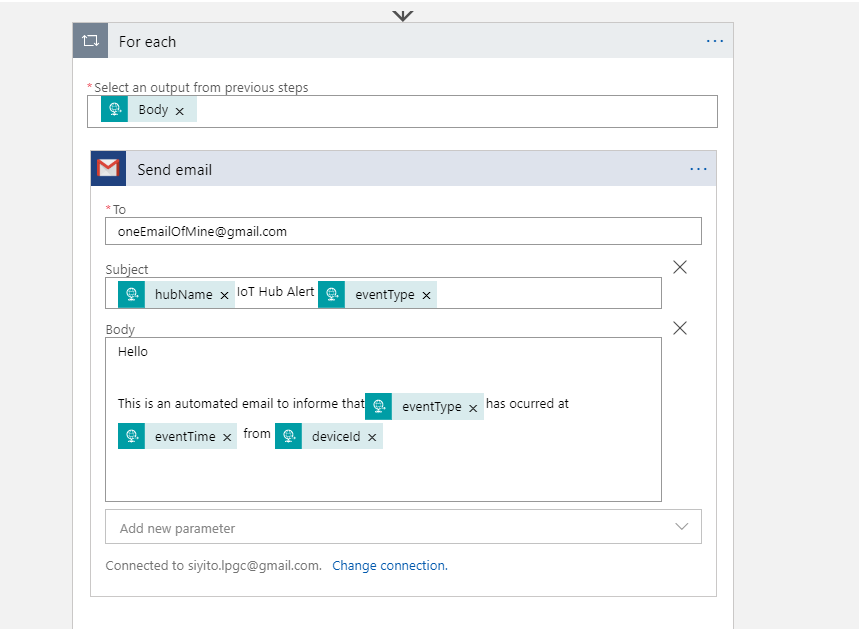 For each
...
* Select an output from previous steps
Body ×
Send email
...
* To
oneEmailOfMine@gmail.com
Subject
hubName × IoT Hub Alert eventType ×
Body
Hello
This is an automated email to informe that eventType × has ocurred at
eventTime × from deviceId ×
Add new parameter
Connected to siyito.lpgc@gmail.com. Change connection.